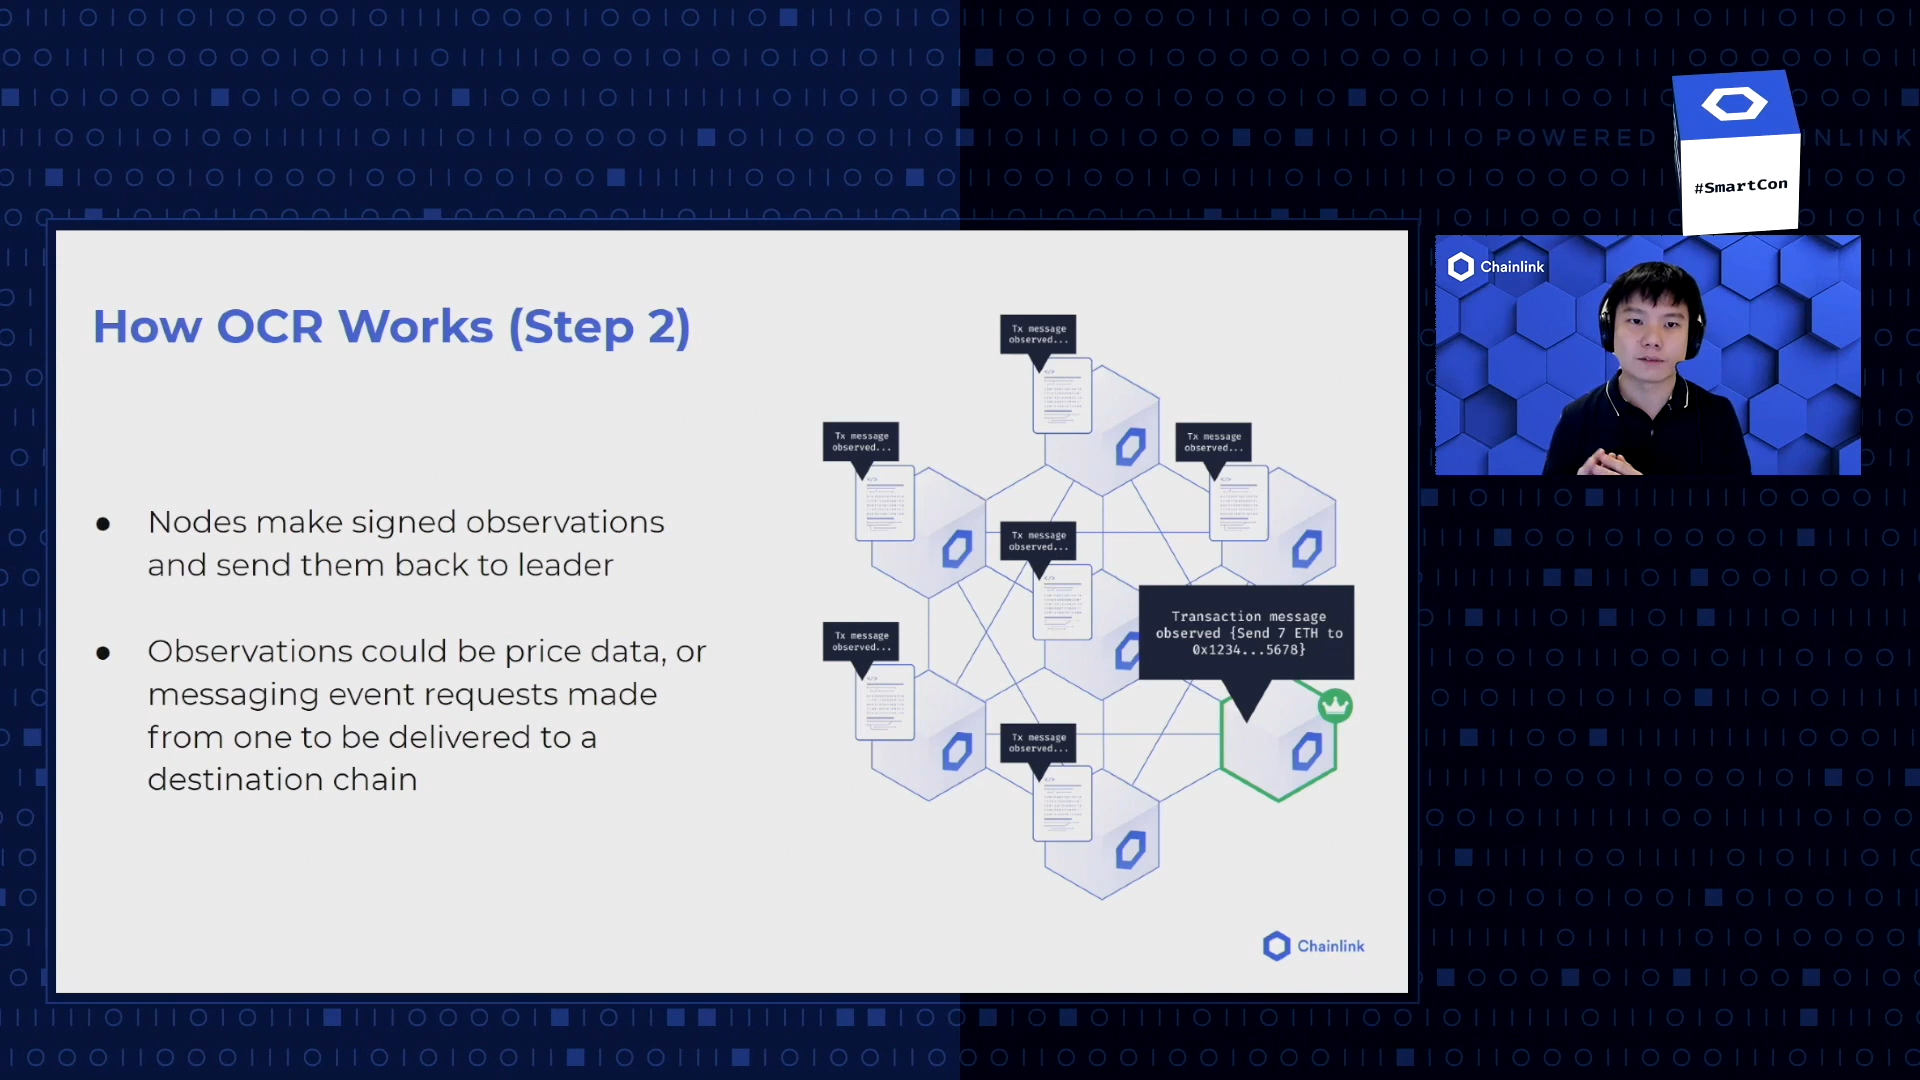 POWERED
NLINK
#SmartCon
Chainlink
How OCR Works (Step 2)
● Nodes make signed observations
and send them back to leader
● Observations could be price data, or
messaging event requests made
from one to be delivered to a
destination chain
Tx message
observed...
Tx message
observed...
Tx message
observed...
Tx message
observed...
Transaction message
observed {Send 7 ETH to
0x1234...5678}
Tx message
observed...
Tx message
observed...
Chainlink